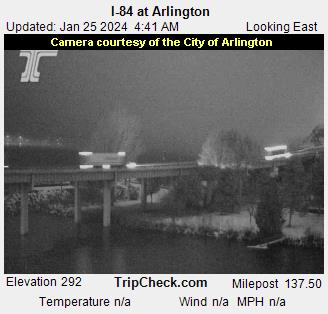 I-84 at Arlington
Updated: Jan 25 2024 4:41 AM Looking East
Camera courtesy of the City of Arlington
Elevation 292 TripCheck.com Milepost 137.50
Temperature n/a Wind n/a MPH n/a